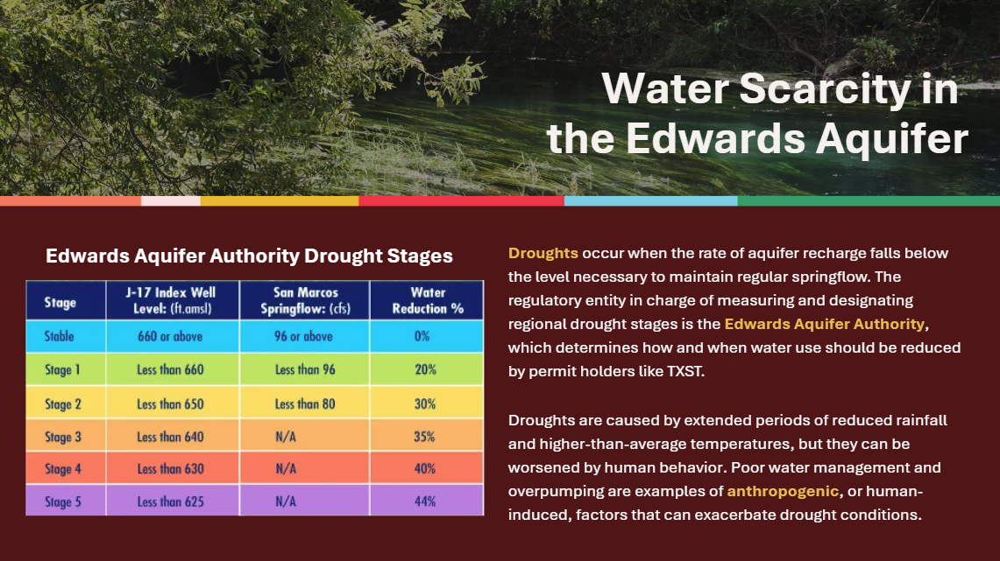 Water Scarcity in
the Edwards Aquifer
Edwards Aquifer Authority Drought Stages
Stage J-17 Index Well Level: (ft.amsl) San Marcos Springflow: (cfs) Water Reduction %
Stable 660 or above 96 or above 0%
Stage 1 Less than 660 Less than 96 20%
Stage 2 Less than 650 Less than 80 30%
Stage 3 Less than 640 N/A 35%
Stage 4 Less than 630 N/A 40%
Stage 5 Less than 625 N/A 44%
Droughts occur when the rate of aquifer recharge falls below
the level necessary to maintain regular springflow. The
regulatory entity in charge of measuring and designating
regional drought stages is the Edwards Aquifer Authority,
which determines how and when water use should be reduced
by permit holders like TXST.
Droughts are caused by extended periods of reduced rainfall
and higher-than-average temperatures, but they can be
worsened by human behavior. Poor water management and
overpumping are examples of anthropogenic, or human-
induced, factors that can exacerbate drought conditions.